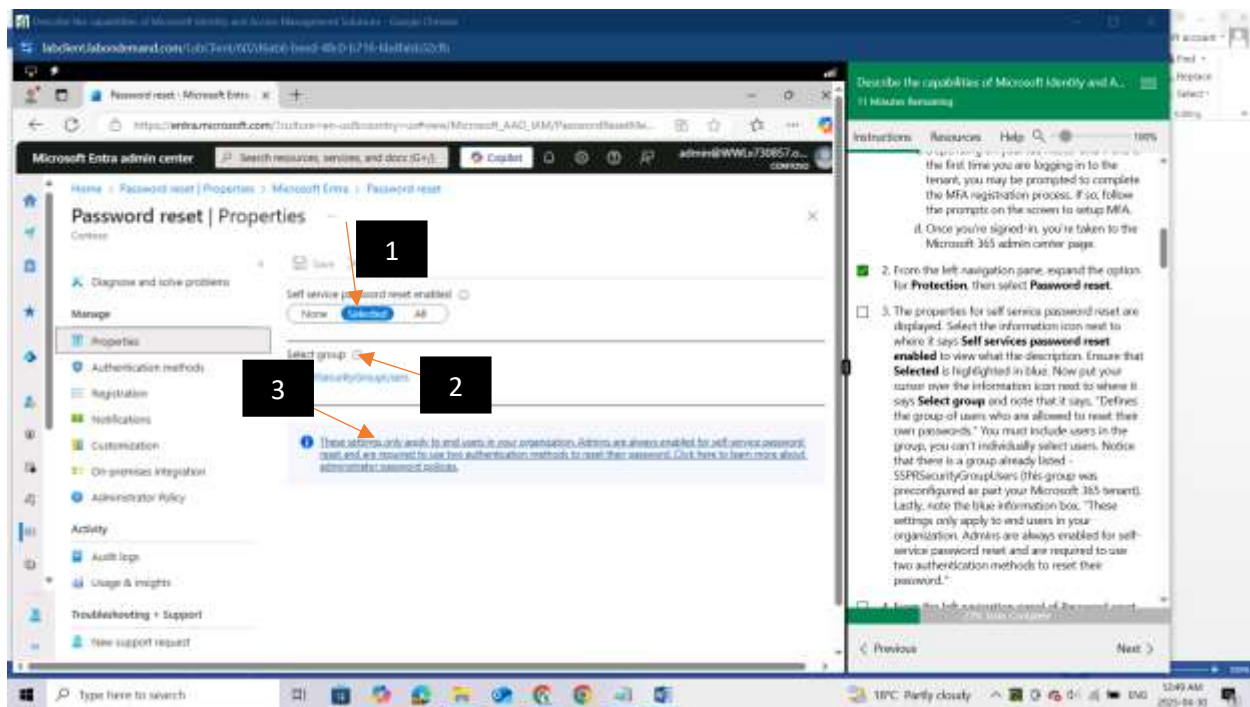 Describe the capabilities of Microsoft Identity and Access Management Solutions - Google Chrome
labclient.labondemand.com/LabClient/
Password reset - Microsoft Entra
https://entra.microsoft.com/
Microsoft Entra admin center
Search resources, services, and docs (G+/)
Copilot
CONTOSO
Home > Password reset | Properties > Microsoft Entra > Password reset
Password reset | Properties
Contoso
1
Save
Diagnose and solve problems
Manage
Properties
Authentication methods
Registration
Notifications
Customization
On-premises integration
Administrator Policy
Activity
Audit logs
Usage & insights
Troubleshooting + Support
New support request
Self service password reset enabled
None
Selected
All
Select group
2
3
These settings only apply to end users in your organization. Admins are always enabled for self-service password
reset and are required to use two authentication methods to reset their password. Click here to learn more about
administrator password policies.
Describe the capabilities of Microsoft Identity and A...
11 Minutes Remaining
Instructions
Resources
Help
100%
the first time you are logging in to the
tenant, you may be prompted to complete
the MFA registration process, if so, follow
the prompts on the screen to setup MFA.
d. Once you're signed-in, you're taken to the
Microsoft 365 admin center page.
2. From the left navigation pane, expand the option
for Protection, then select Password reset.
3. The properties for self service password reset are
displayed. Select the information icon next to
where it says Self services password reset
enabled to view what the description. Ensure that
Selected is highlighted in blue. Now put your
cursor over the information icon next to where it
says Select group and note that it says, "Defines
the group of users who are allowed to reset their
own passwords." You must include users in the
group, you can't individually select users. Notice
that there is a group already listed -
SSPRSecurityGroupUsers (this group was
preconfigured as part your Microsoft 365 tenant).
Lastly, note the blue information box, "These
settings only apply to end users in your
organization. Admins are always enabled for self-
service password reset and are required to use
two authentication methods to reset their
password."
Previous
Next
Find
Replace
Select
Type here to search
18°C Partly cloudy
ENG
12:49 AM
2025-04-30